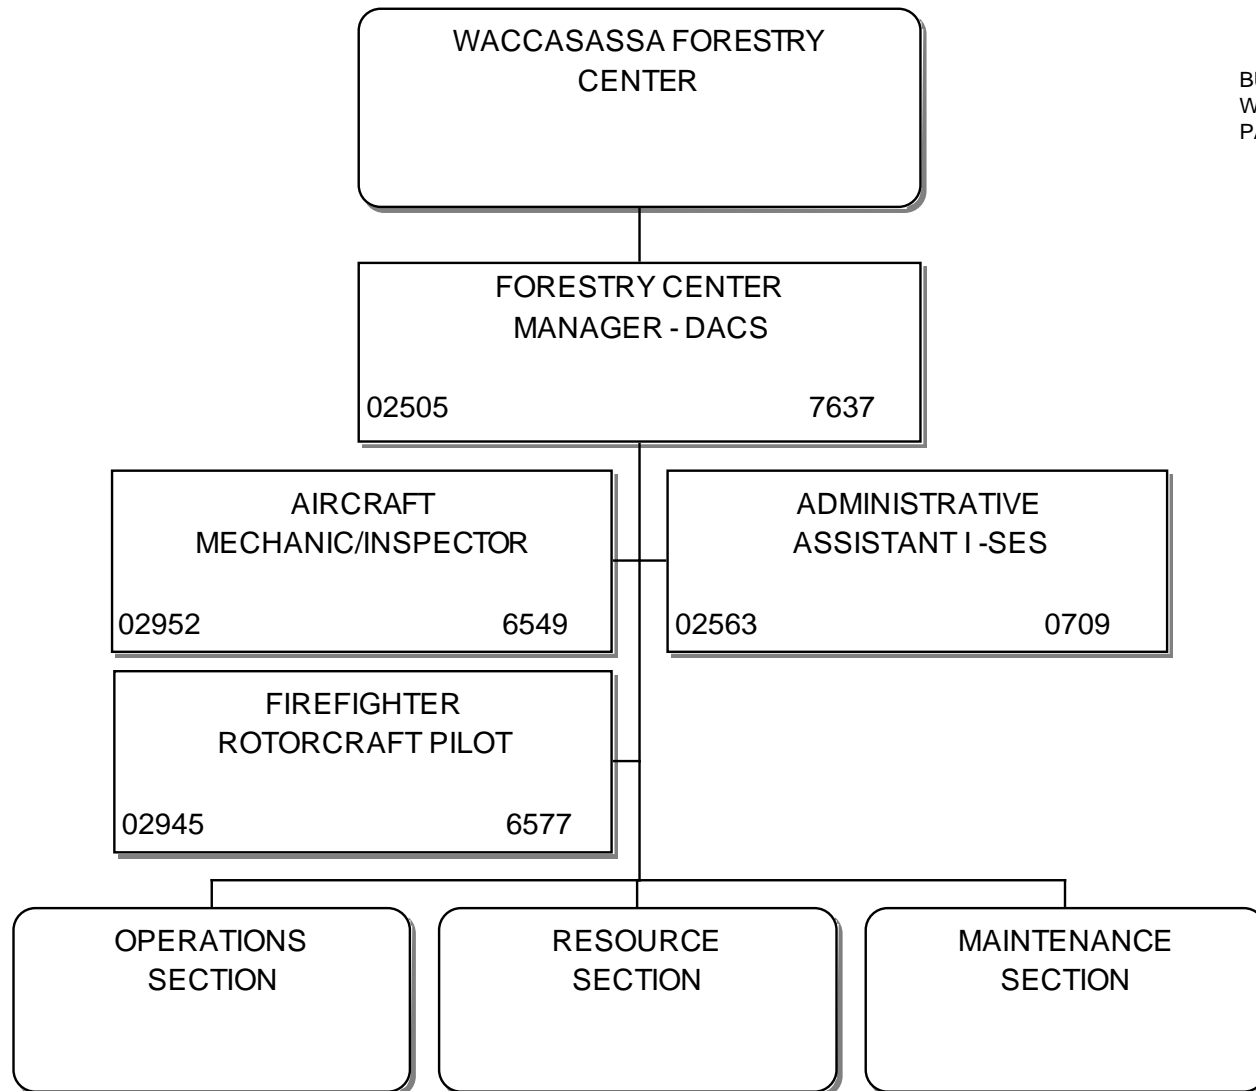 WACCASASSA FORESTRY
CENTER
FORESTRY CENTER
MANAGER - DACS
02505 7637
AIRCRAFT
MECHANIC/INSPECTOR
02952 6549
ADMINISTRATIVE
ASSISTANT I -SES
02563 0709
FIREFIGHTER
ROTORCRAFT PILOT
02945 6577
OPERATIONS
SECTION
RESOURCE
SECTION
MAINTENANCE
SECTION